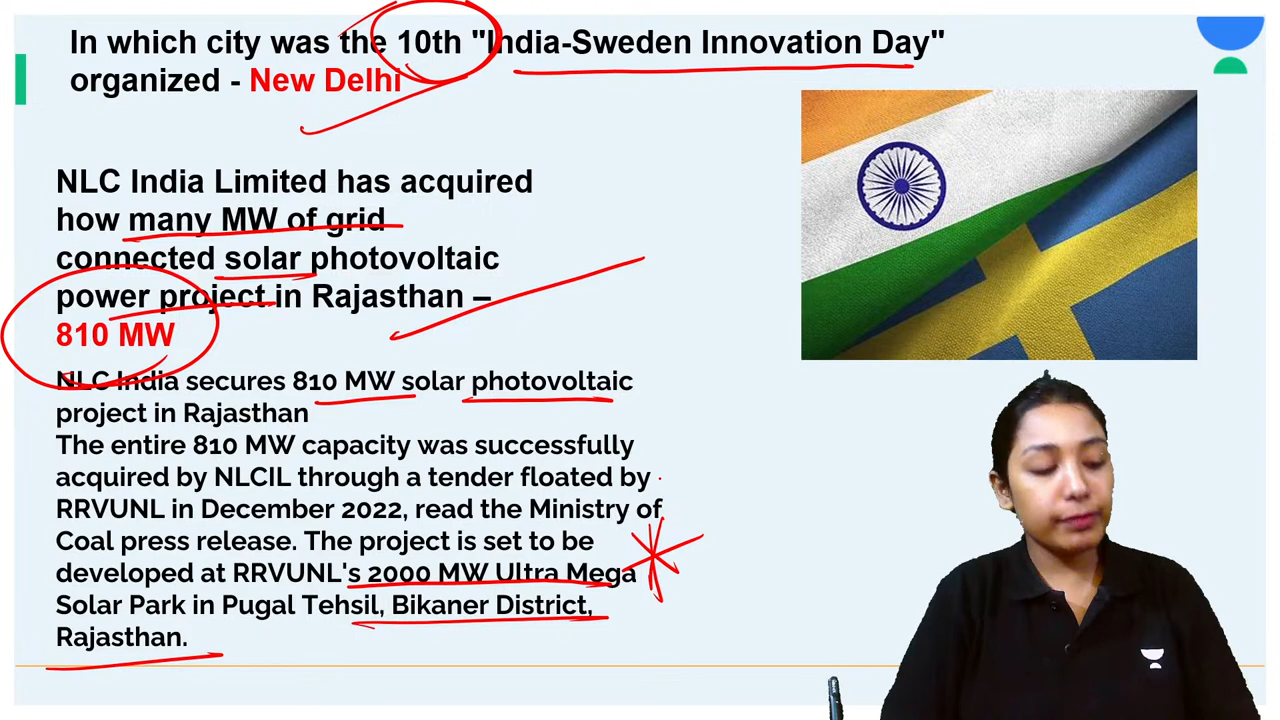 In which city was the 10th "India-Sweden Innovation Day"
organized - New Delhi
NLC India Limited has acquired
how many MW of grid
connected solar photovoltaic
power project in Rajasthan –
810 MW
NLC India secures 810 MW solar photovoltaic
project in Rajasthan
The entire 810 MW capacity was successfully
acquired by NLCIL through a tender floated by
RRVUNL in December 2022, read the Ministry of
Coal press release. The project is set to be
developed at RRVUNL's 2000 MW Ultra Mega
Solar Park in Pugal Tehsil, Bikaner District,
Rajasthan.